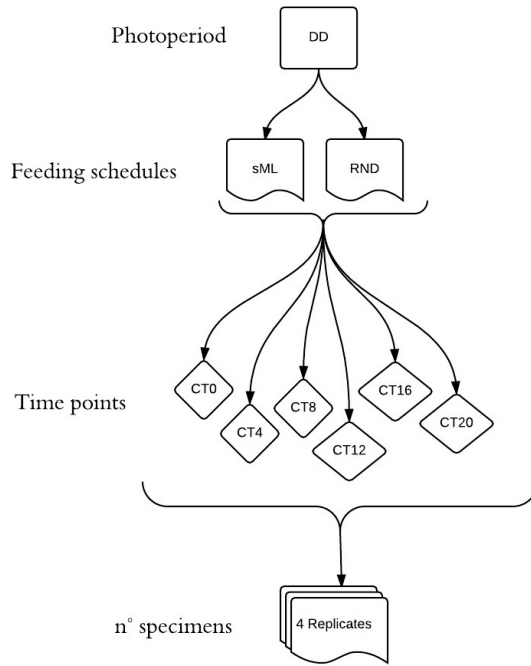 Photoperiod
DD
Feeding schedules
sML
RND
Time points
CT0
CT4
CT8
CT12
CT16
CT20
n° specimens
4 Replicates